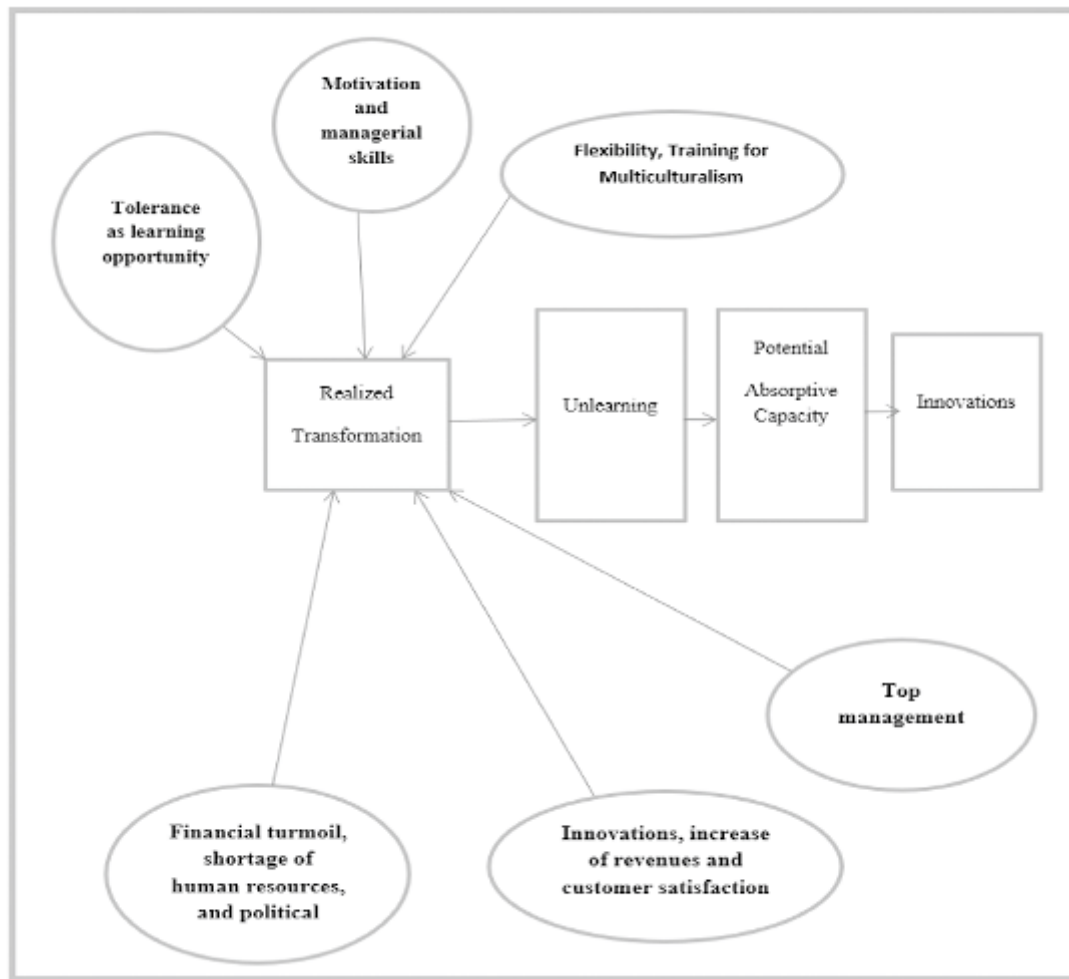 Motivation
and
managerial
skills
Flexibility, Training for
Multiculturalism
Tolerance
as learning
opportunity
Realized
Transformation
Unlearning
Potential
Absorptive
Capacity
Innovations
Top
management
Financial turmoil,
shortage of
human resources,
and political
Innovations, increase
of revenues and
customer satisfaction